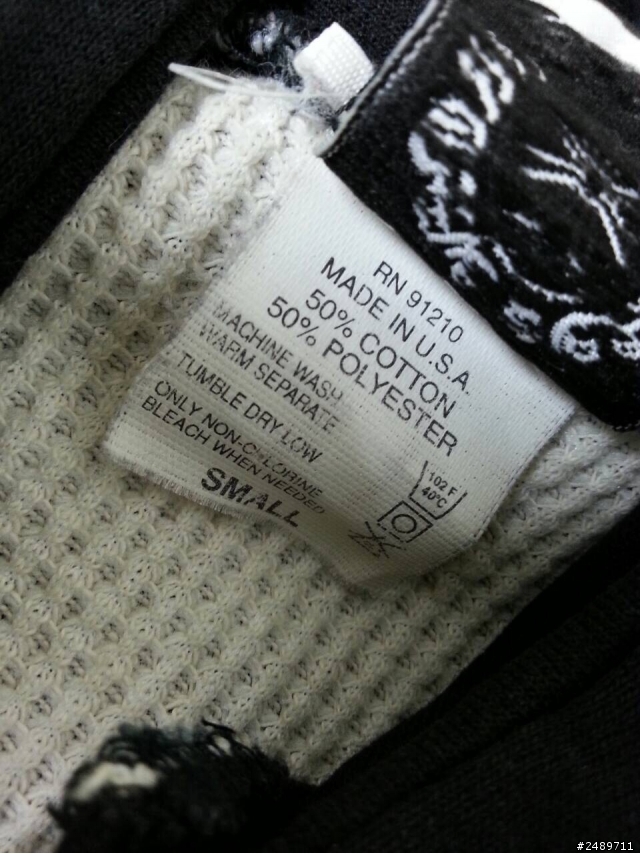 RN 91210
MADE IN U.S.A.
50% COTTON
50% POLYESTER
MACHINE WASH
WARM SEPARATE
TUMBLE DRY LOW
ONLY NON-CHLORINE
BLEACH WHEN NEEDED
SMALL
102 F
40°C
#2489711